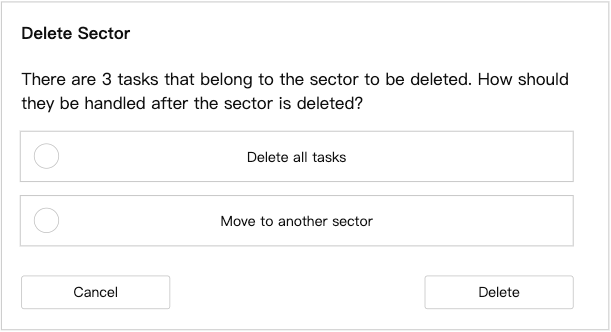 Delete Sector
There are 3 tasks that belong to the sector to be deleted. How should
they be handled after the sector is deleted?
Delete all tasks
Move to another sector
Cancel
Delete